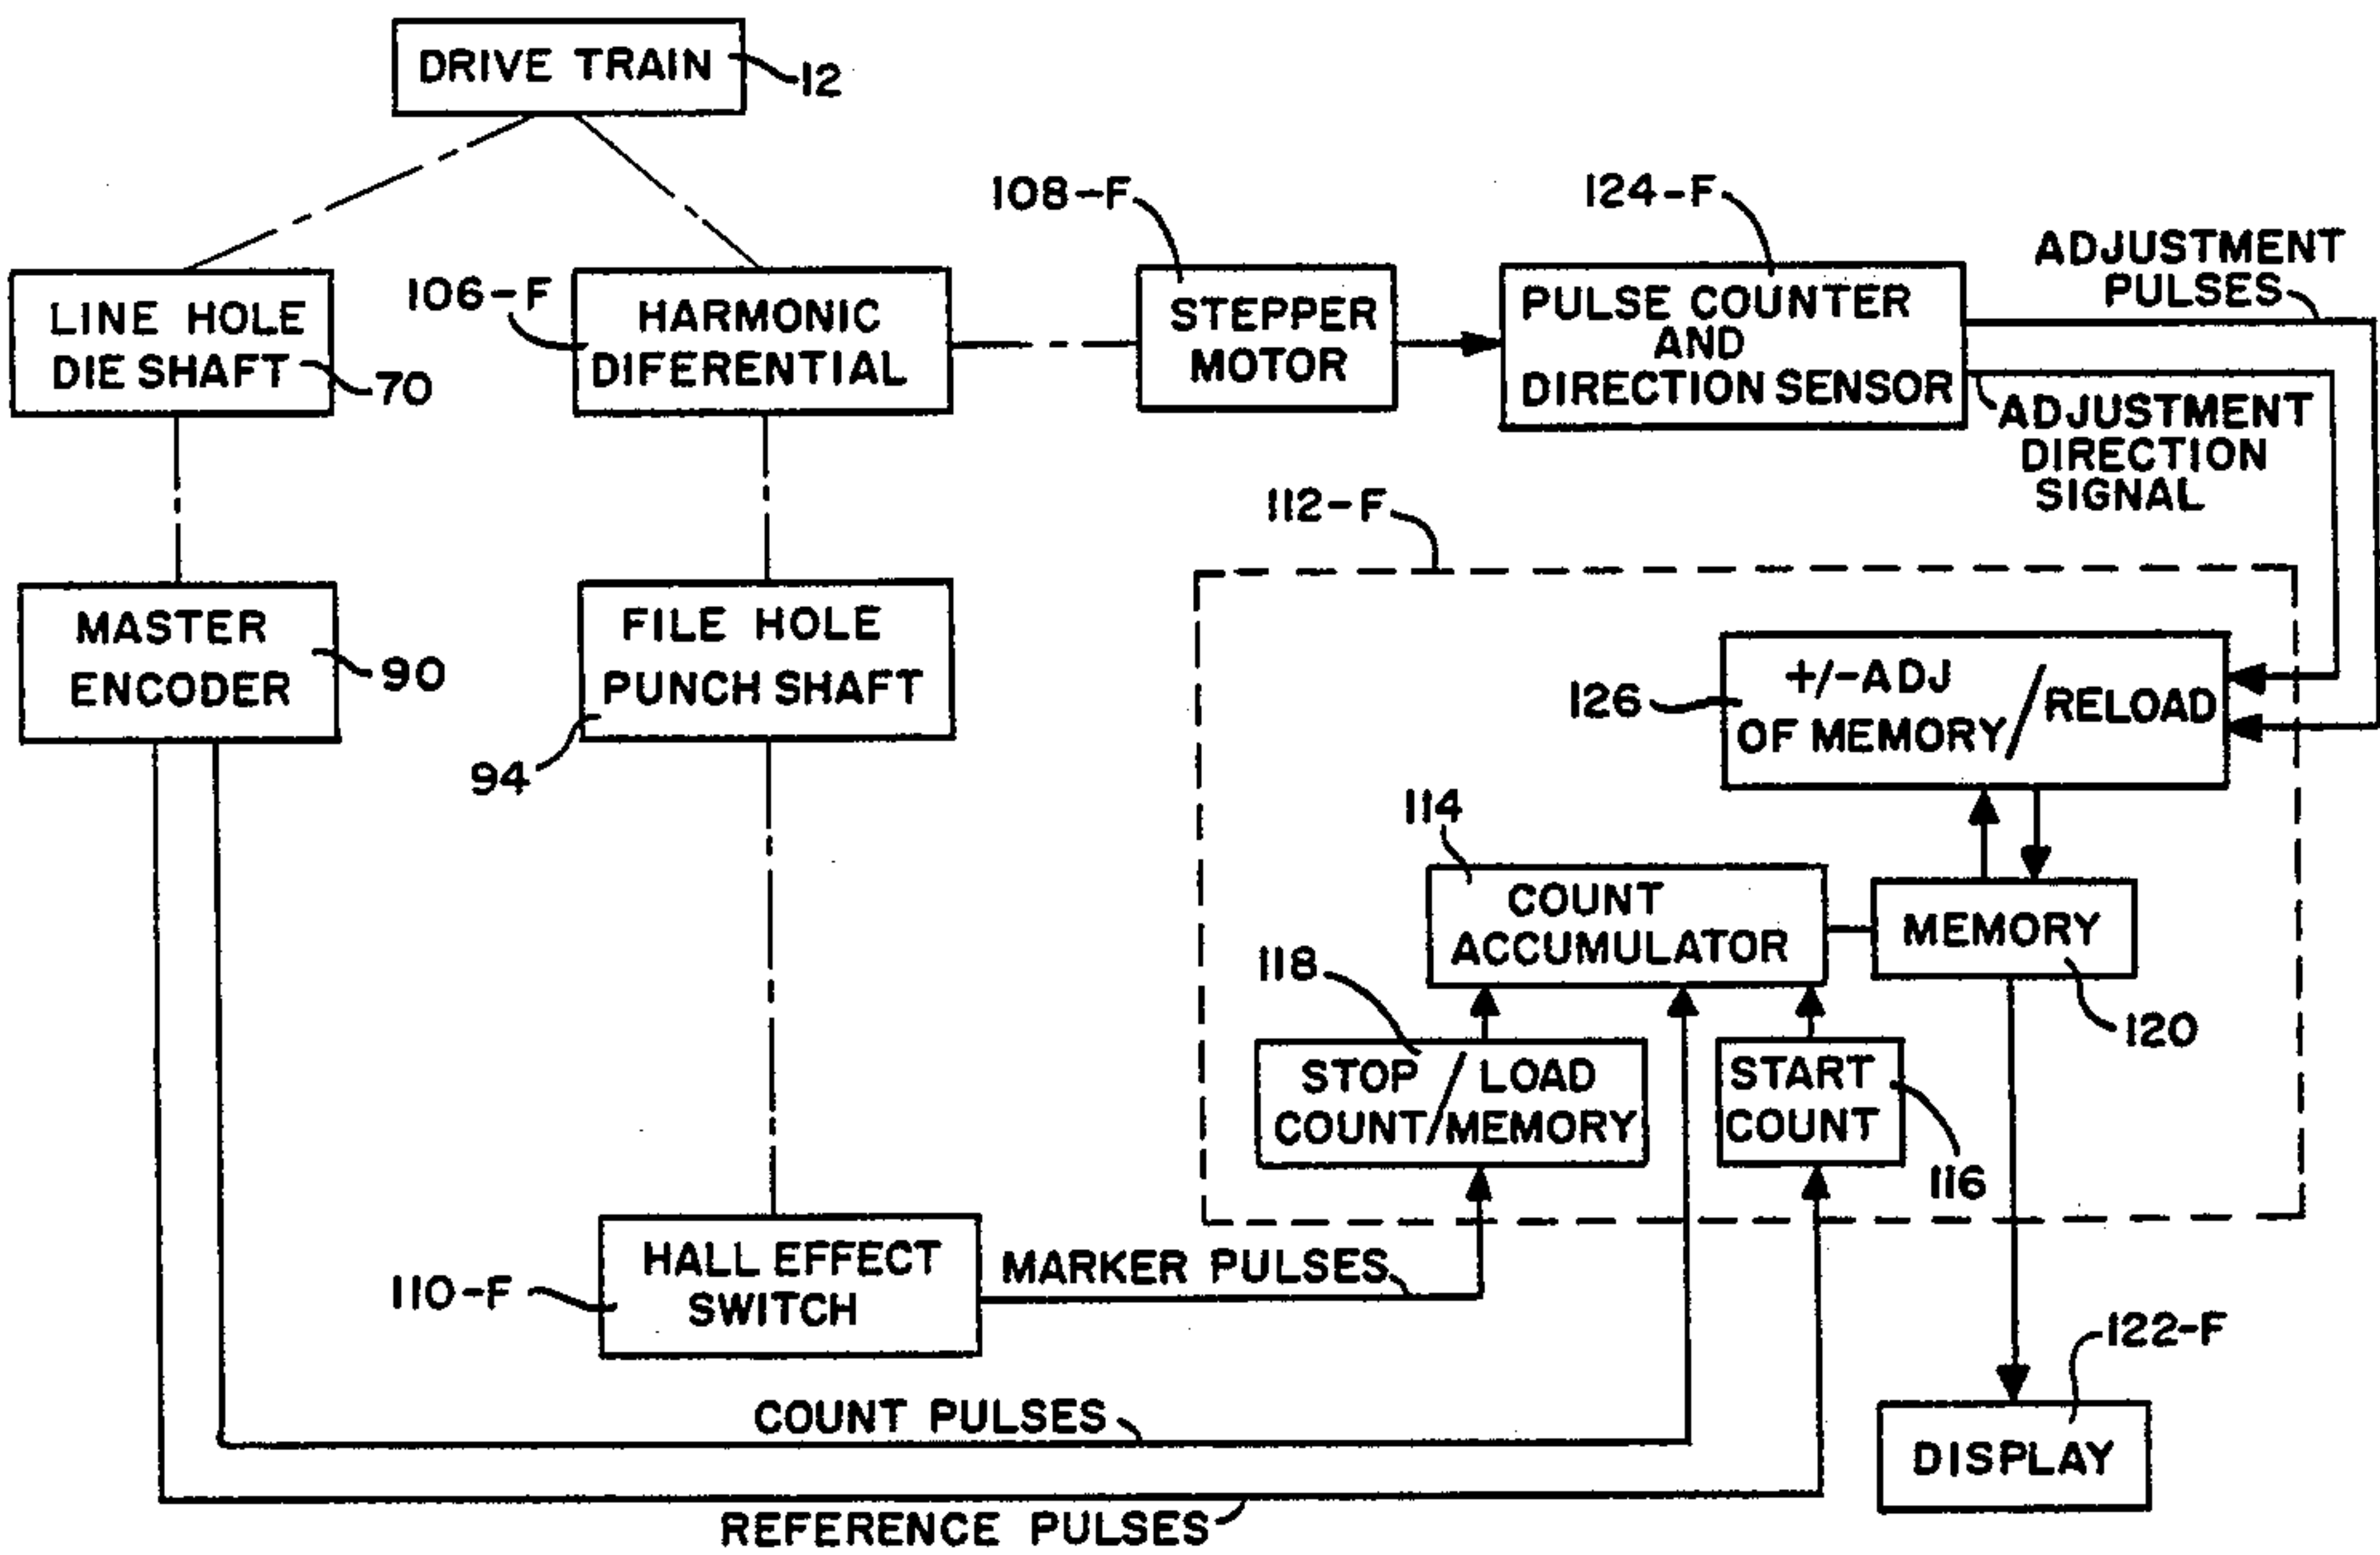 DRIVE TRAIN
12
108-F
124-F
ADJUSTMENT
PULSES
LINE HOLE
DIE SHAFT
70
106-F
HARMONIC
DIFERENTIAL
STEPPER
MOTOR
PULSE COUNTER
AND
DIRECTION SENSOR
ADJUSTMENT
DIRECTION
SIGNAL
112-F
MASTER
ENCODER
90
FILE HOLE
PUNCH SHAFT
94
126
+/-ADJ
OF MEMORY/RELOAD
114
COUNT
ACCUMULATOR
MEMORY
120
118
STOP / LOAD
COUNT/MEMORY
START
COUNT
116
110-F
HALL EFFECT
SWITCH
MARKER PULSES
122-F
DISPLAY
COUNT PULSES
REFERENCE PULSES